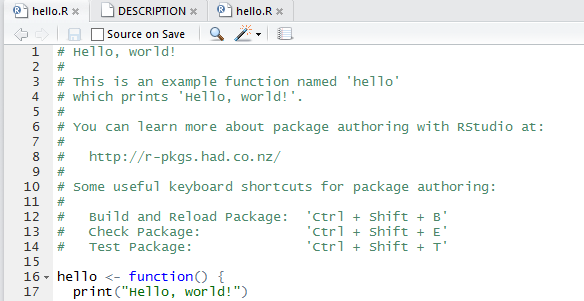 hello.R × DESCRIPTION × hello.R ×
Source on Save
1 # Hello, world!
2 #
3 # This is an example function named 'hello'
4 # which prints 'Hello, world!'.
5 #
6 # You can learn more about package authoring with RStudio at:
7 #
8 #   http://r-pkgs.had.co.nz/
9 #
10 # Some useful keyboard shortcuts for package authoring:
11 #
12 #   Build and Reload Package:  'Ctrl + Shift + B'
13 #   Check Package:             'Ctrl + Shift + E'
14 #   Test Package:              'Ctrl + Shift + T'
15
16 hello <- function() {
17   print("Hello, world!")